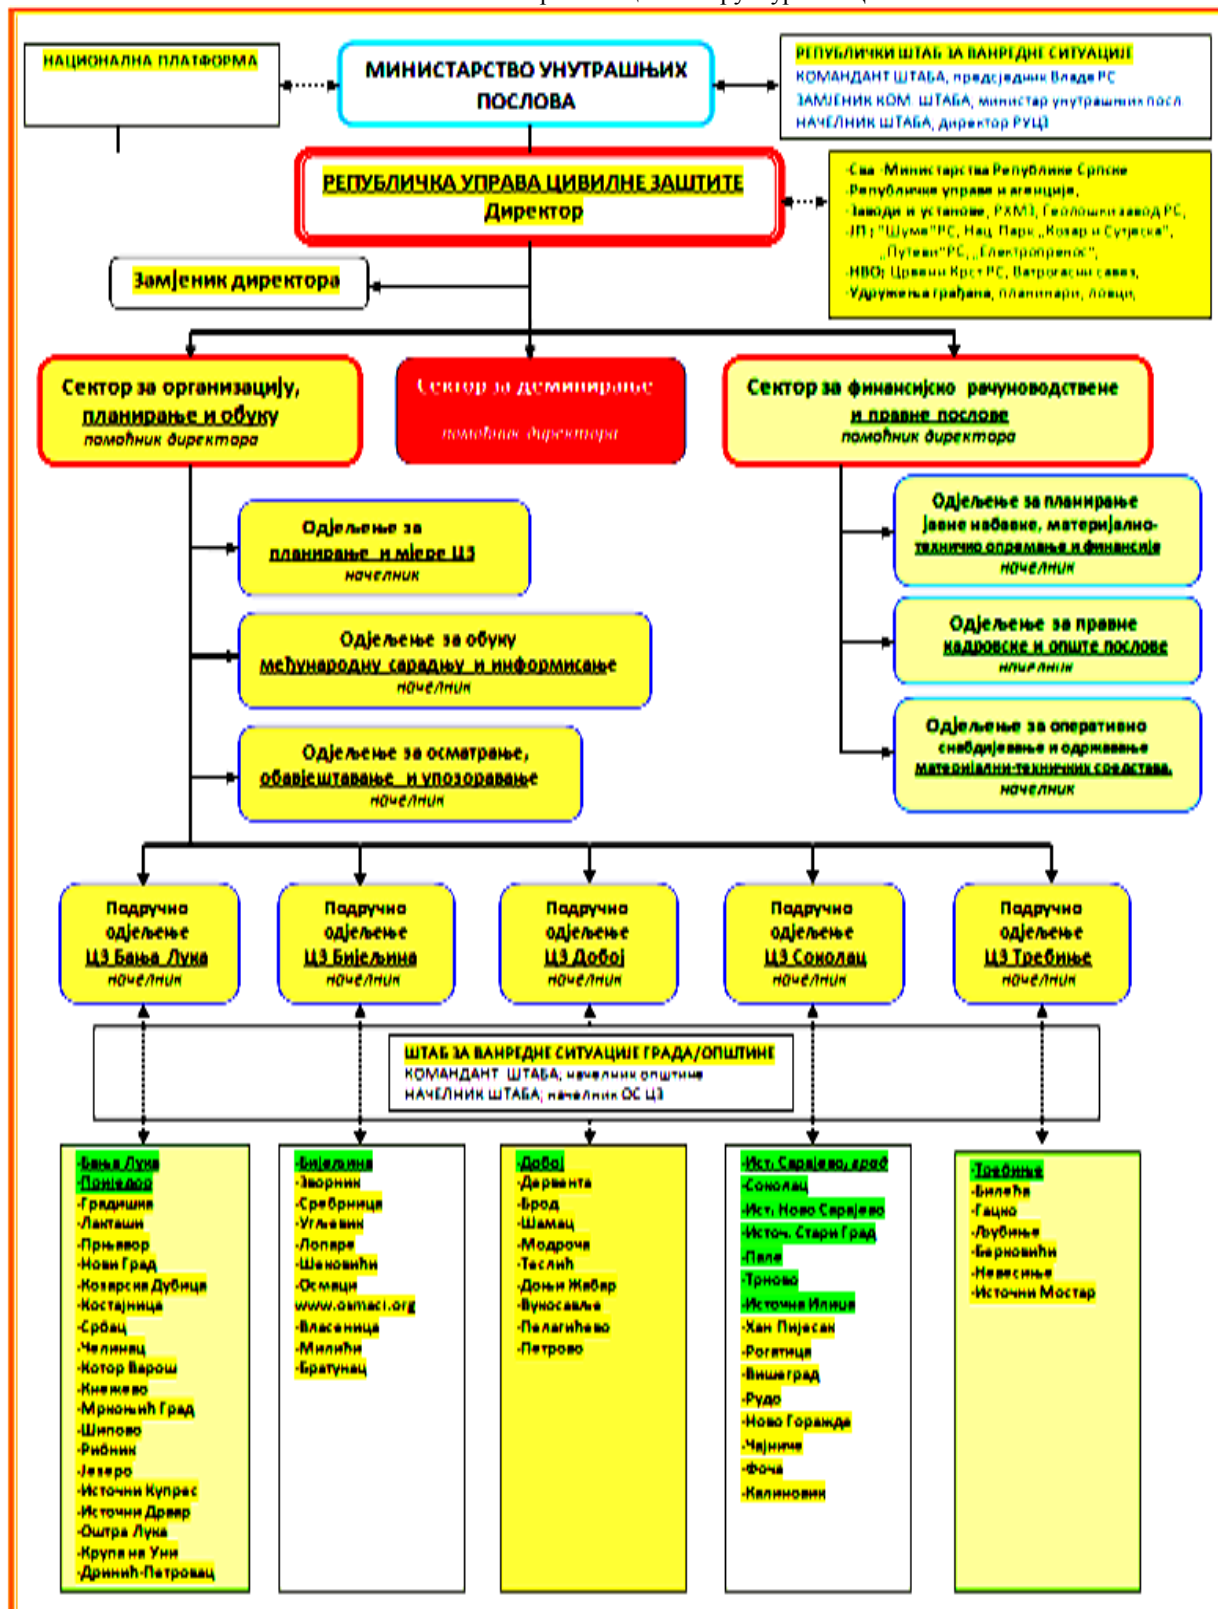 НАЦИОНАЛНА ПЛАТФОРМА
МИНИСТАРСТВО УНУТРАШЊИХ
ПОСЛОВА
РЕПУБЛИЧКИ ШТАБ ЗА ВАНРЕДНЕ СИТУАЦИЈЕ
КОМАНДАНТ ШТАБА, предсједник Владе РС
ЗАМЈЕНИК КОМ. ШТАБА, министар унутрашњих посл
НАЧЕЛНИК ШТАБА, директор РУЦЗ
РЕПУБЛИЧКА УПРАВА ЦИВИЛНЕ ЗАШТИТЕ
Директор
-Сва -Министарства Републике Српске
-Републичке управе и агенције,
-Заводи и установе, РХМЗ, Геолошки завод РС,
-ЈП ; "Шуме"РС, Нац. Парк „Козар и Сутјеска",
„Путеви"РС, „Електропренос",
-НВО; Црвени Крст РС, Ватрогасни савез,
-Удружења грађана, планинари, ловци,
Замјеник директора
Сектор за организацију,
планирање и обуку
помоћник директора
Сектор за деминирање
помоћник директора
Сектор за финансијско рачуноводствене
и правне послове
помоћник директора
Одјељење за
планирање и мјере ЦЗ
начелник
Одјељење за обуку
међународну сарадњу и информисање
начелник
Одјељење за осматрање,
обавјештавање и упозоравање
начелник
Одјељење за планирање
јавне набавке, материјално-
техничко опремање и финансије
начелник
Одјељење за правне
кадровске и опште послове
начелник
Одјељење за оперативно
снабдијевање и одржавање
материјални-техничких средстава,
начелник
Подручно
одјељење
ЦЗ Бања Лука
начелник
Подручно
одјељење
ЦЗ Бијељина
начелник
Подручно
одјељење
ЦЗ Добој
начелник
Подручно
одјељење
ЦЗ Соколац
начелник
Подручно
одјељење
ЦЗ Требиње
начелник
ШТАБ ЗА ВАНРЕДНЕ СИТУАЦИЈЕ ГРАДА/ОПШТИНЕ
КОМАНДАНТ ШТАБА; начелник општине
НАЧЕЛНИК ШТАБА; начелник ОС ЦЗ
-Бања Лука
-Приједор
-Градишка
-Лакташи
-Прњавор
-Нови Град
-Козарска Дубица
-Костајница
-Србац
-Челинац
-Котор Варош
-Кнежево
-Мркоњић Град
-Шипово
-Рибник
-Језеро
-Источни Купрес
-Источни Дрвар
-Оштра Лука
-Крупа на Уни
-Дринић-Петровац
-Бијељина
-Зворник
-Сребрница
-Угљевик
-Лопаре
-Шековићи
-Осмаци
www.osmaci.org
-Власеница
-Милићи
-Братунац
-Добој
-Дервента
-Брод
-Шамац
-Модрича
-Теслић
-Доњи Жабар
-Вукосавље
-Пелагићево
-Петрово
-Ист. Сарајево, град
-Соколац
-Ист. Ново Сарајево
-Источ. Стари Град
-Пале
-Трново
-Источна Илиџа
-Хан Пијесак
-Рогатица
-Вишеград
-Рудо
-Ново Горажде
-Чајниче
-Фоча
-Калиновик
-Требиње
-Билећа
-Гацко
-Љубиње
-Берковићи
-Невесиње
-Источни Мостар